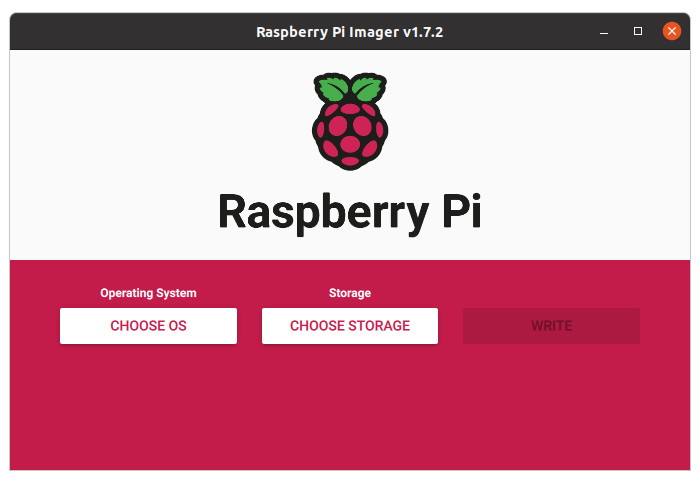 Raspberry Pi Imager v1.7.2
Raspberry Pi
Operating System
Storage
CHOOSE OS
CHOOSE STORAGE
WRITE